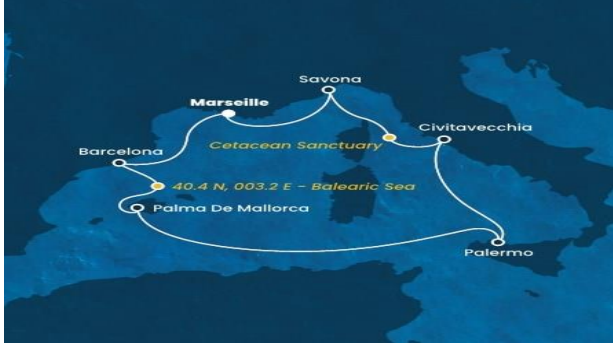 Savona
Marseille
Civitavecchia
Cetacean Sanctuary
Barcelona
40.4 N, 003.2 E - Balearic Sea
Palma De Mallorca
Palermo